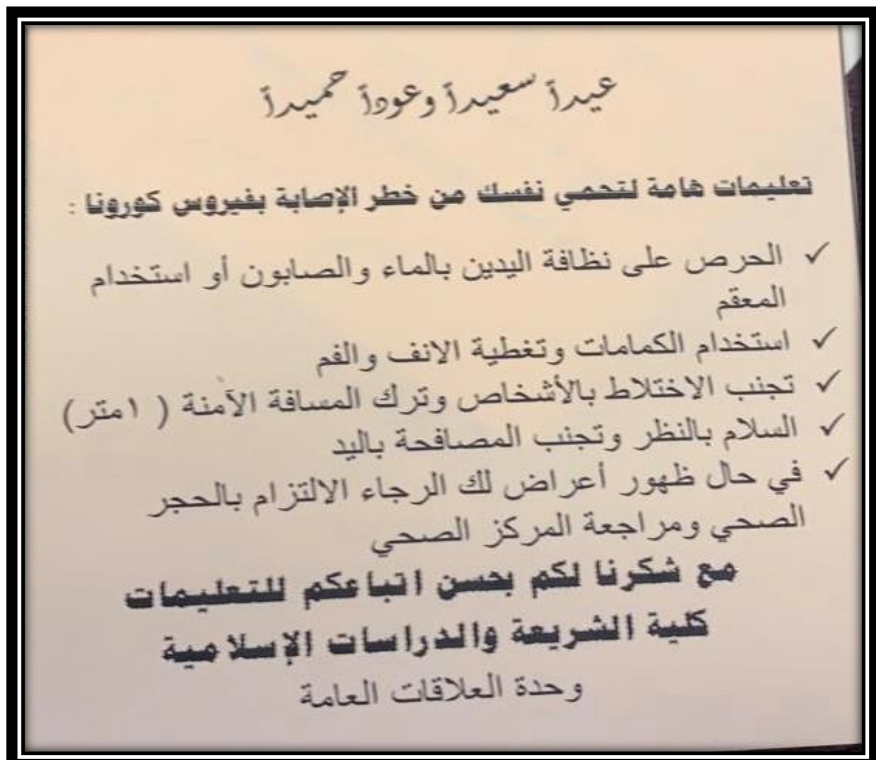 عيداً سعيداً وعوداً حميداً
تعليمات هامة لتحمي نفسك من خطر الإصابة بفيروس كورونا :
✓ الحرص على نظافة اليدين بالماء والصابون أو استخدام
المعقم
✓ استخدام الكمامات وتغطية الانف والفم
✓ تجنب الاختلاط بالأشخاص وترك المسافة الآمنة ( ١متر)
✓ السلام بالنظر وتجنب المصافحة باليد
✓ في حال ظهور أعراض لك الرجاء الالتزام بالحجر
الصحي ومراجعة المركز الصحي
مع شكرنا لكم بحسن اتباعكم للتعليمات
كلية الشريعة والدراسات الإسلامية
وحدة العلاقات العامة